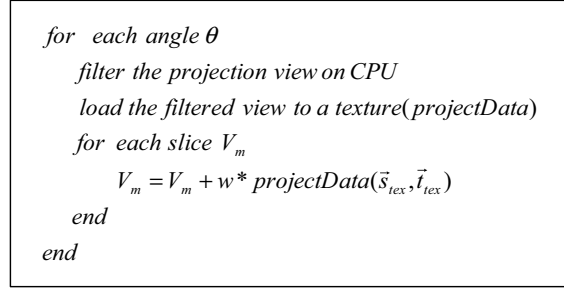 for each angle θ
filter the projection view on CPU
load the filtered view to a texture(projectData)
for each slice V_m
V_m = V_m + w* projectData(s⃗_tex, t⃗_tex)
end
end